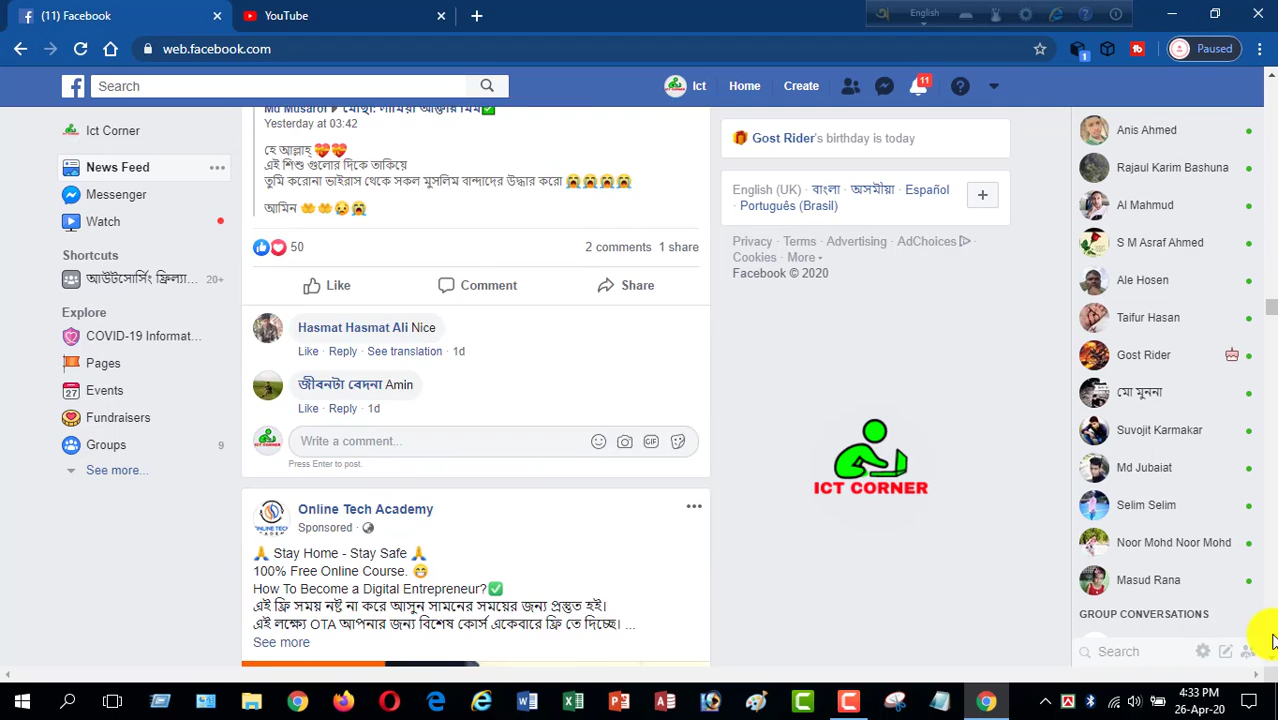 (11) Facebook
YouTube
English
web.facebook.com
Paused
Search
Ict
Home
Create
11
Ict Corner
News Feed
Messenger
Watch
Shortcuts
আউটসোর্সিং ফ্রিল্যা... 20+
Explore
COVID-19 Informat...
Pages
Events
Fundraisers
Groups 9
See more...
Yesterday at 03:42
হে আল্লাহ্ 💝💝
এই শিশু গুলোর দিকে তাকিয়ে
তুমি করোনা ভাইরাস থেকে সকল মুসলিম বান্দাদের উদ্ধার করো 😭😭😭😭
আমিন 🤲🤲😥😭
50
2 comments 1 share
Like
Comment
Share
Hasmat Hasmat Ali Nice
Like · Reply · See translation · 1d
জীবনটা বেদনা Amin
Like · Reply · 1d
Write a comment...
GIF
Press Enter to post.
Online Tech Academy
Sponsored ·
🙏 Stay Home - Stay Safe 🙏
100% Free Online Course. 😁
How To Become a Digital Entrepreneur?✅
এই ফ্রি সময় নষ্ট না করে আসুন সামনের সময়ের জন্য প্রস্তুত হই।
এই লক্ষ্যে OTA আপনার জন্য বিশেষ কোর্স একেবারে ফ্রি তে দিচ্ছে। ...
See more
Gost Rider's birthday is today
English (UK) · বাংলা · অসমীয়া · Español
· Português (Brasil)
Privacy · Terms · Advertising · AdChoices ·
Cookies · More
Facebook © 2020
ICT CORNER
Anis Ahmed
Rajaul Karim Bashuna
Al Mahmud
S M Asraf Ahmed
Ale Hosen
Taifur Hasan
Gost Rider
মো মুননা
Suvojit Karmakar
Md Jubaiat
Selim Selim
Noor Mohd Noor Mohd
Masud Rana
GROUP CONVERSATIONS
Search
4:33 PM
26-Apr-20